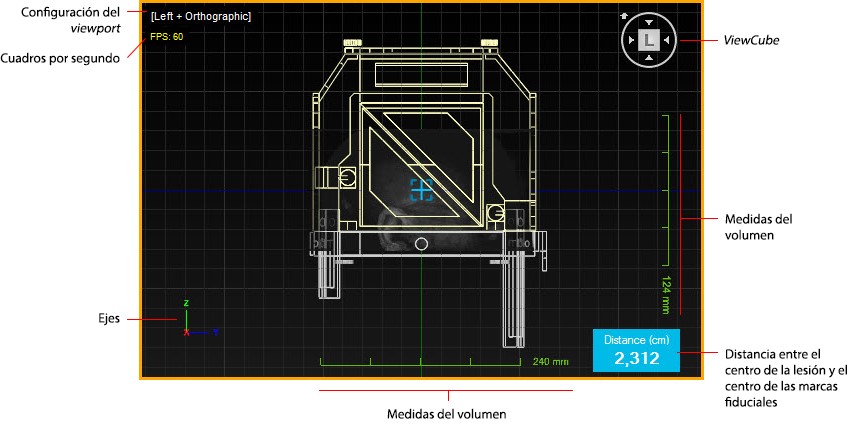 Configuración del
viewport
[Left + Orthographic]
FPS: 60
Cuadros por segundo
L
ViewCube
Medidas del
volumen
124 mm
Z
X
Y
Ejes
240 mm
Distance (cm)
2,312
Distancia entre el
centro de la lesión y el
centro de las marcas
fiduciales
Medidas del volumen